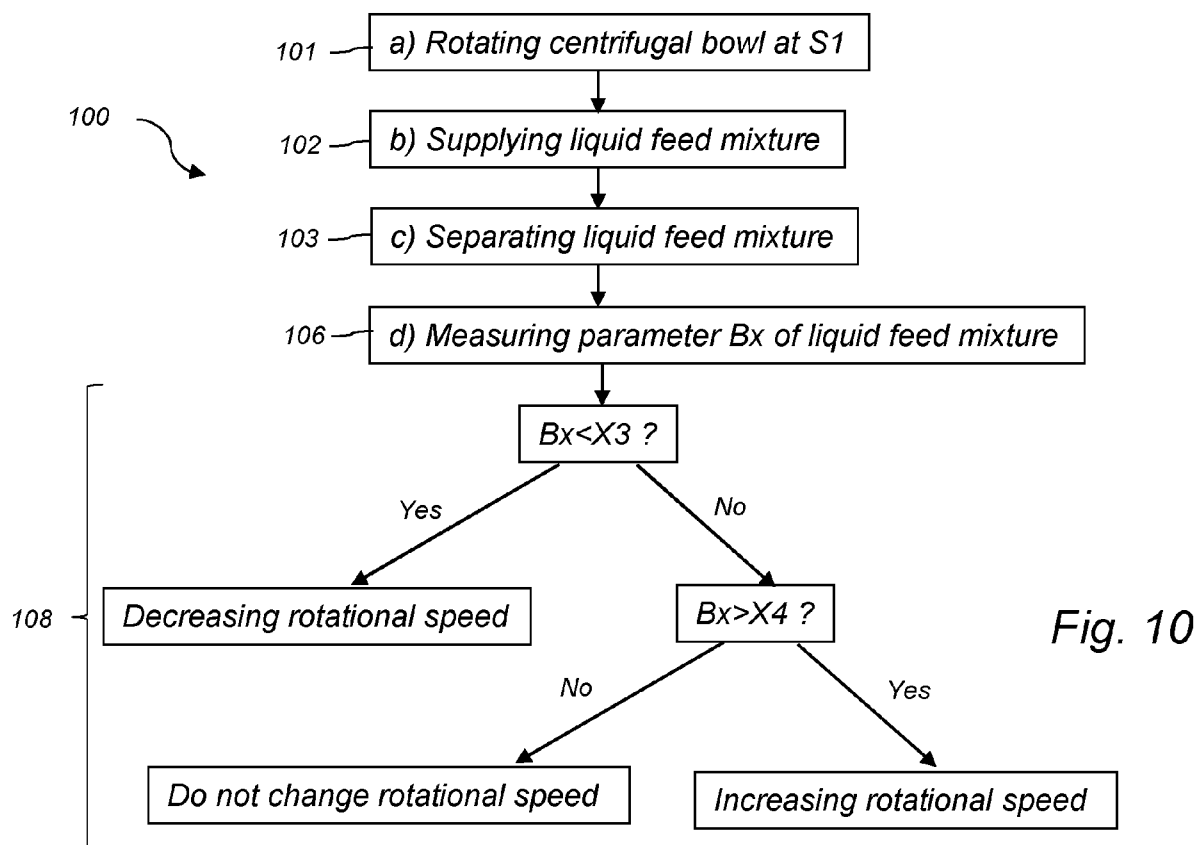 101
a) Rotating centrifugal bowl at S1
100
102
b) Supplying liquid feed mixture
103
c) Separating liquid feed mixture
106
d) Measuring parameter Bx of liquid feed mixture
Bx<X3 ?
Yes
No
108
Decreasing rotational speed
Bx>X4 ?
Fig. 10
No
Yes
Do not change rotational speed
Increasing rotational speed